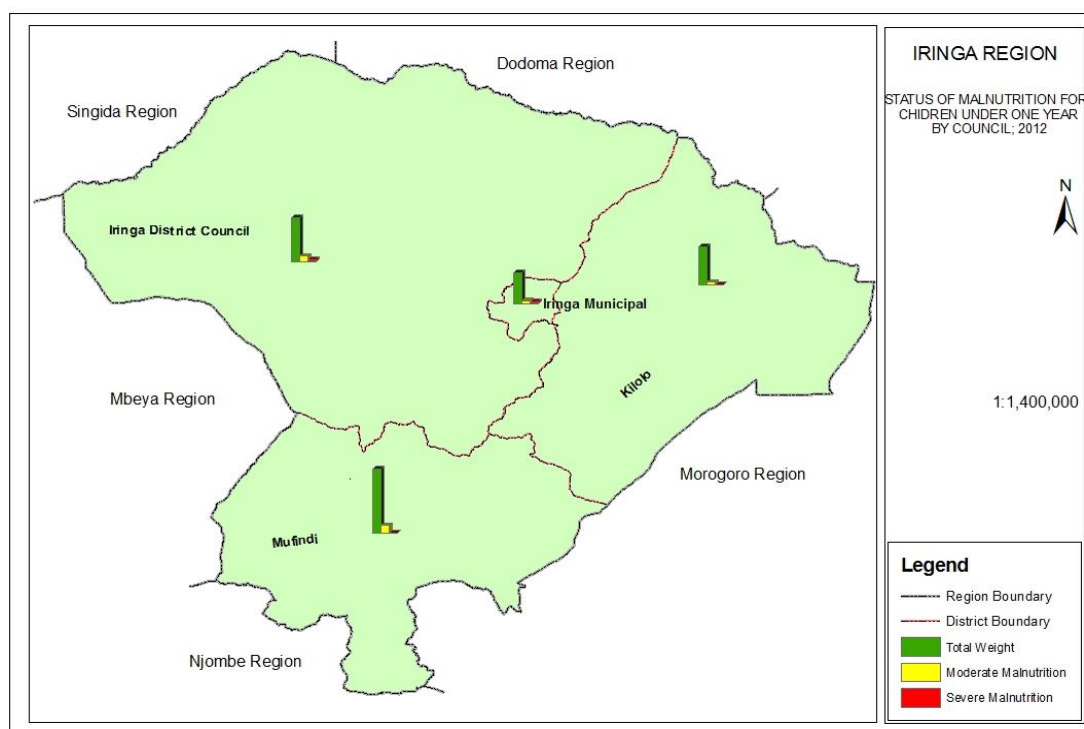 IRINGA REGION
STATUS OF MALNUTRITION FOR
CHIDREN UNDER ONE YEAR
BY COUNCIL; 2012
N
1:1,400,000
Dodoma Region
Singida Region
Iringa District Council
Iringa Municipal
Kilolo
Mbeya Region
Morogoro Region
Mufindi
Njombe Region
Legend
Region Boundary
District Boundary
Total Weight
Moderate Malnutrition
Severe Malnutrition